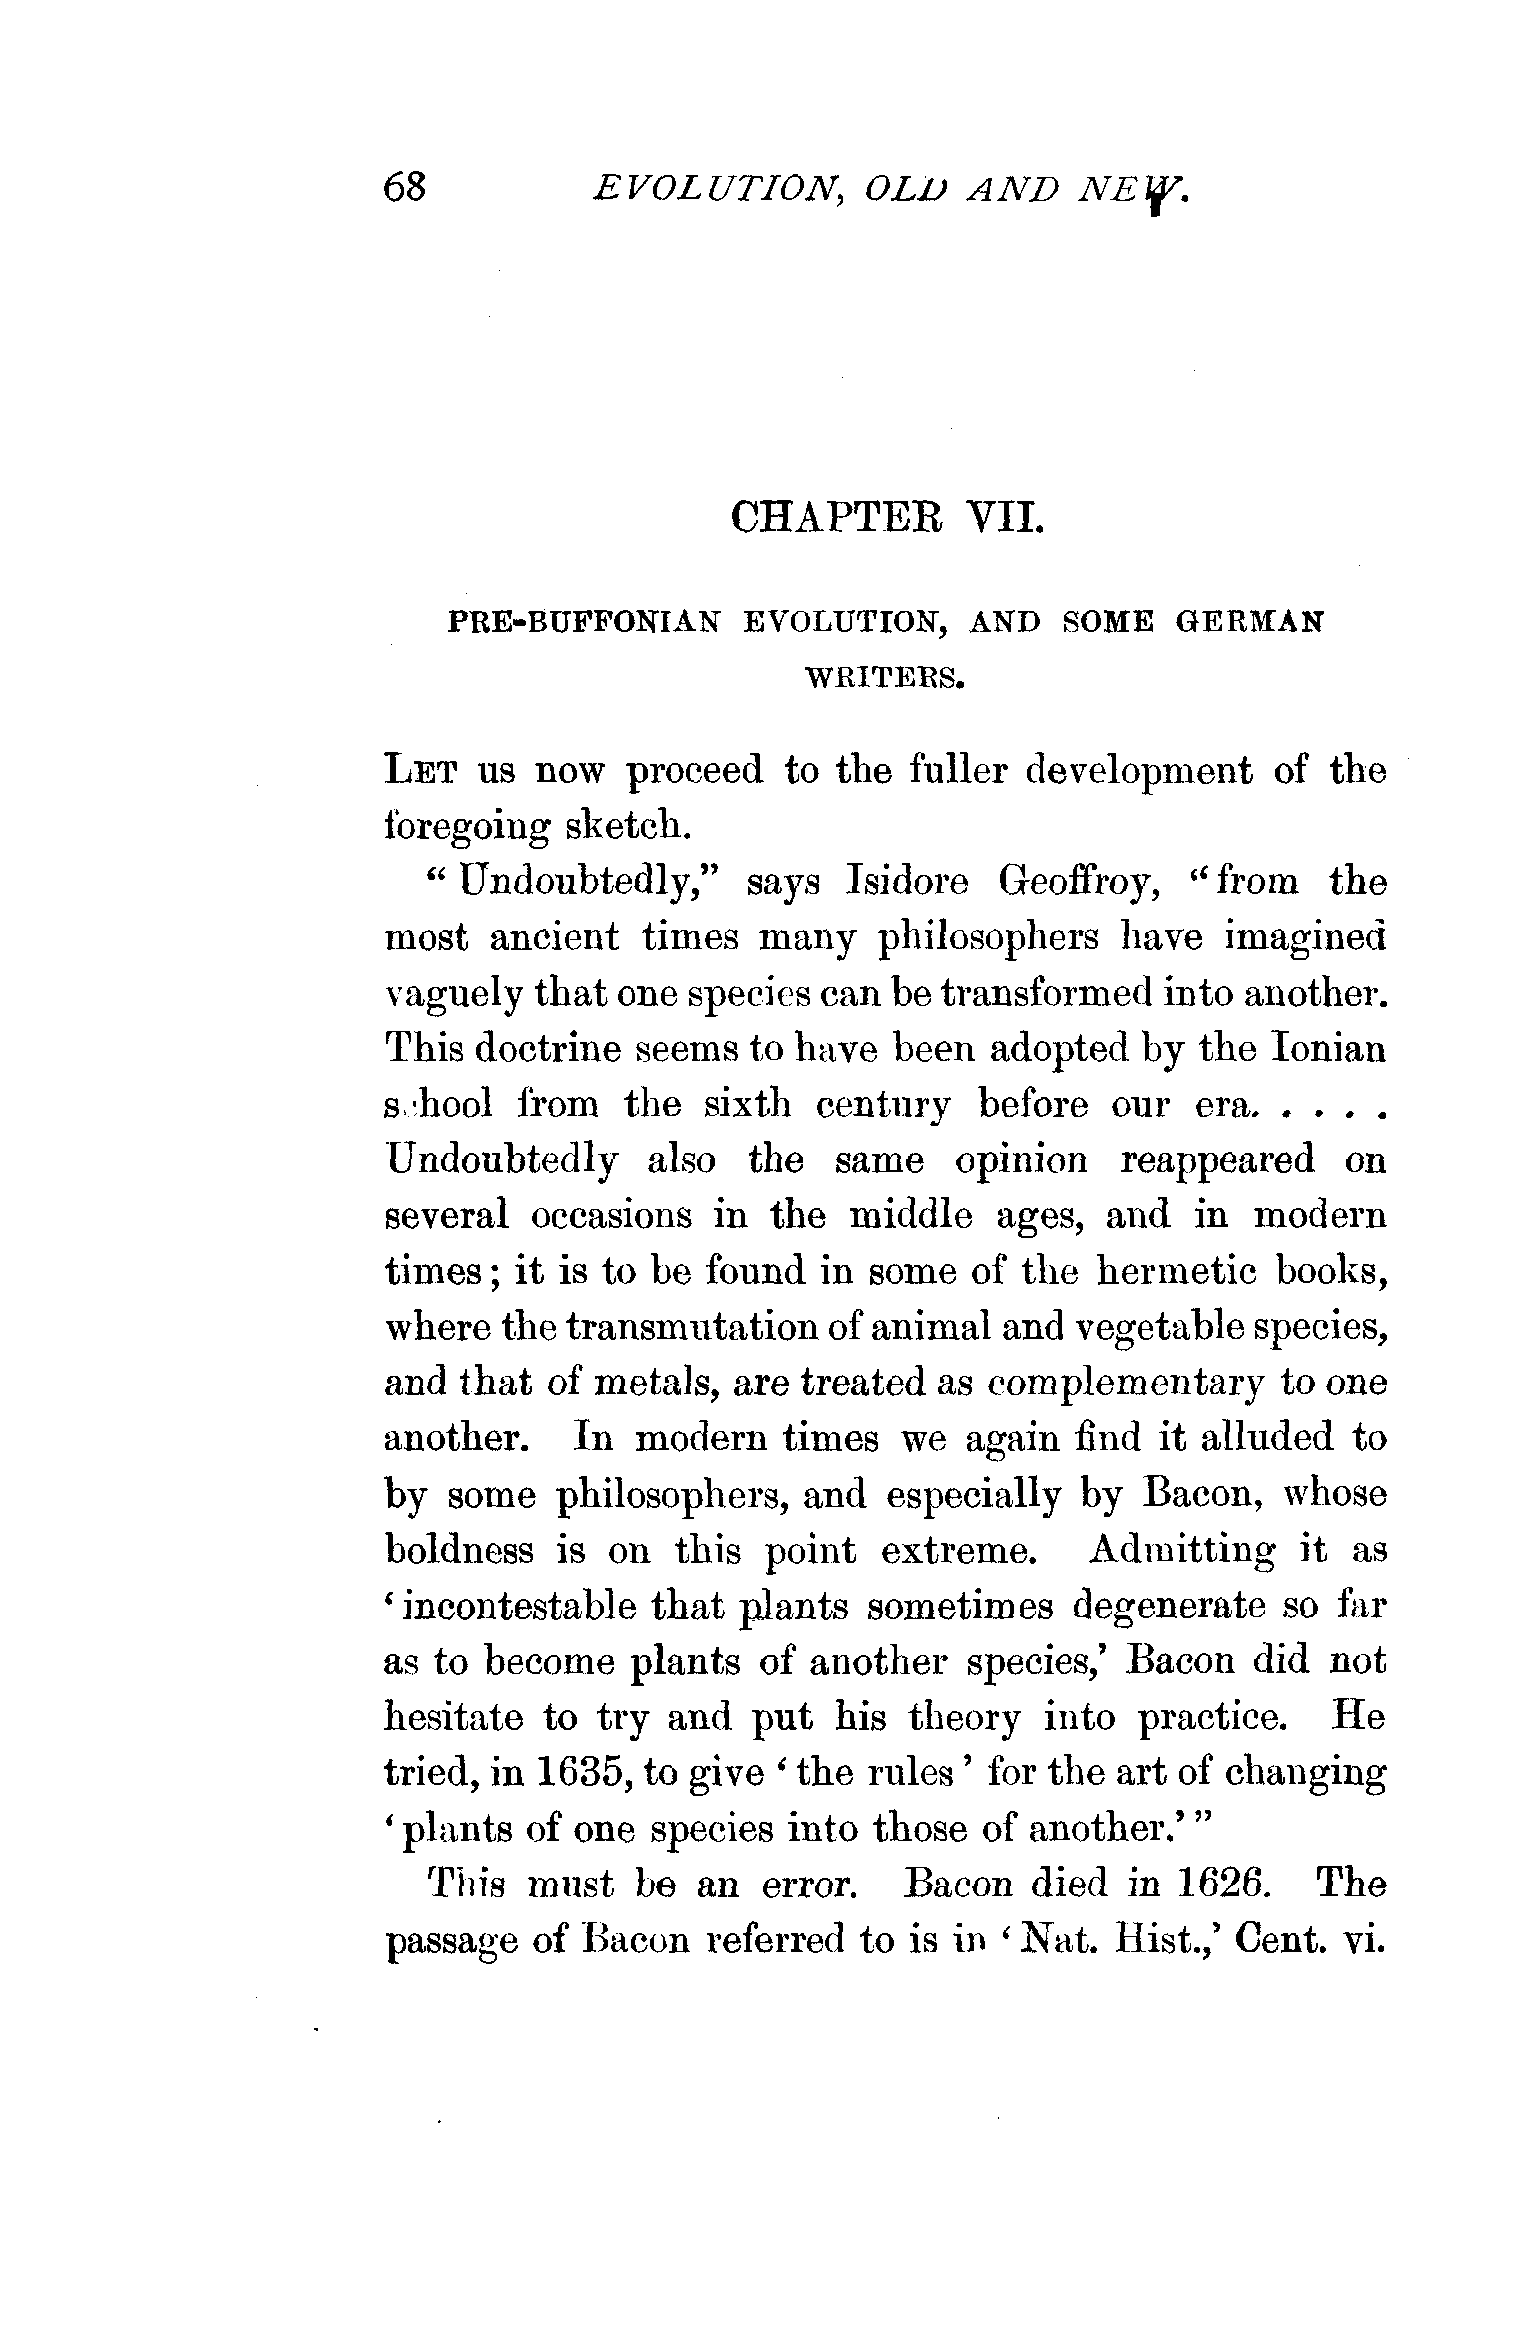 68 EVOLUTION, OLD AND NEW.
CHAPTER VII.
PRE-BUFFONIAN EVOLUTION, AND SOME GERMAN
WRITERS.
LET us now proceed to the fuller development of the
foregoing sketch.
“ Undoubtedly,” says Isidore Geoffroy, “from the
most ancient times many philosophers have imagined
vaguely that one species can be transformed into another.
This doctrine seems to have been adopted by the Ionian
school from the sixth century before our era. . . . .
Undoubtedly also the same opinion reappeared on
several occasions in the middle ages, and in modern
times; it is to be found in some of the hermetic books,
where the transmutation of animal and vegetable species,
and that of metals, are treated as complementary to one
another. In modern times we again find it alluded to
by some philosophers, and especially by Bacon, whose
boldness is on this point extreme. Admitting it as
‘incontestable that plants sometimes degenerate so far
as to become plants of another species,’ Bacon did not
hesitate to try and put his theory into practice. He
tried, in 1635, to give ‘the rules’ for the art of changing
‘plants of one species into those of another.’”
This must be an error. Bacon died in 1626. The
passage of Bacon referred to is in ‘Nat. Hist.,’ Cent. vi.